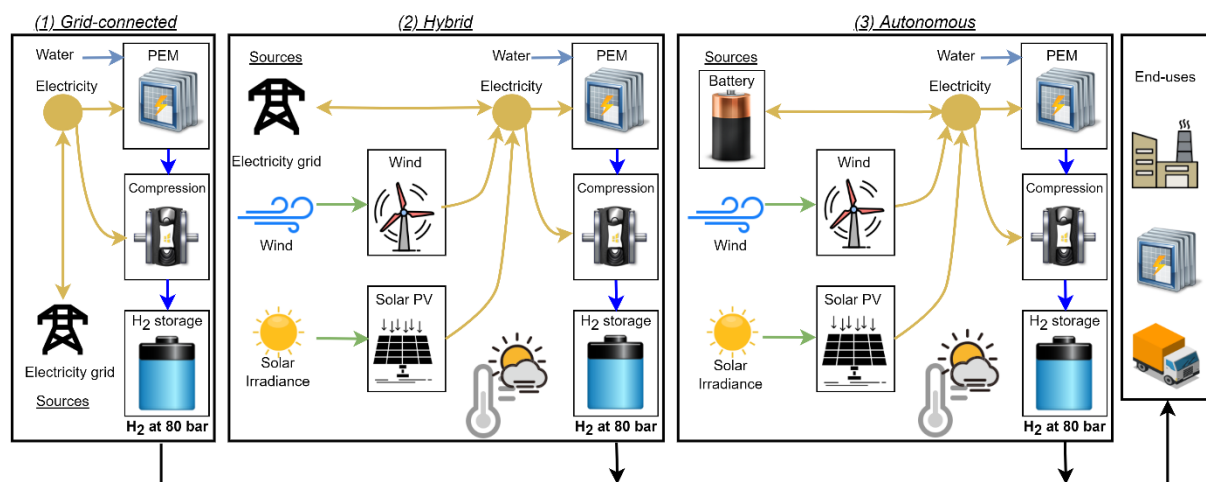 (1) Grid-connected
Water
PEM
Electricity
Compression
H2 storage
Electricity grid
Sources
H2 at 80 bar
(2) Hybrid
Sources
Water
PEM
Electricity
Electricity grid
Wind
Compression
Wind
Solar PV
H2 storage
Solar
Irradiance
H2 at 80 bar
(3) Autonomous
Sources
Battery
Water
PEM
Electricity
Wind
Compression
Wind
Solar PV
H2 storage
Solar
Irradiance
H2 at 80 bar
End-uses